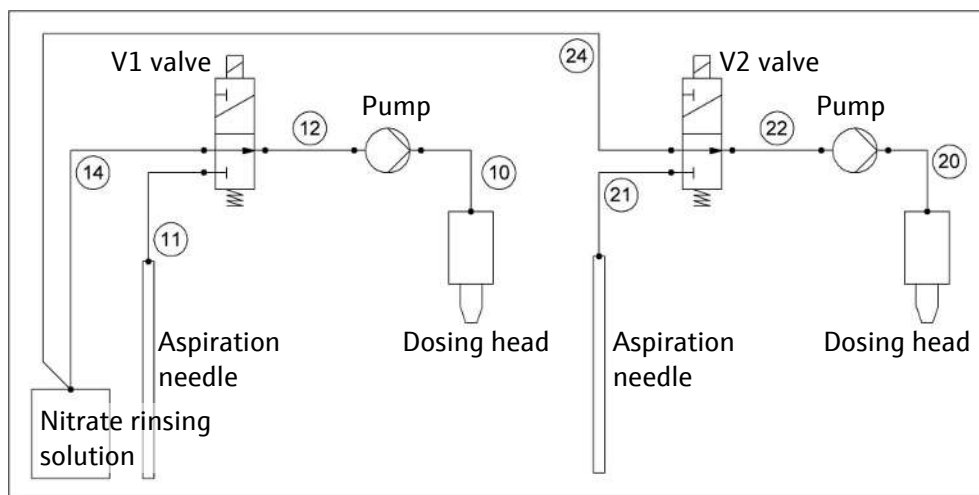 V1 valve
24
V2 valve
Pump
Pump
12
22
14
10
21
20
11
Aspiration
needle
Dosing head
Aspiration
needle
Dosing head
Nitrate rinsing
solution